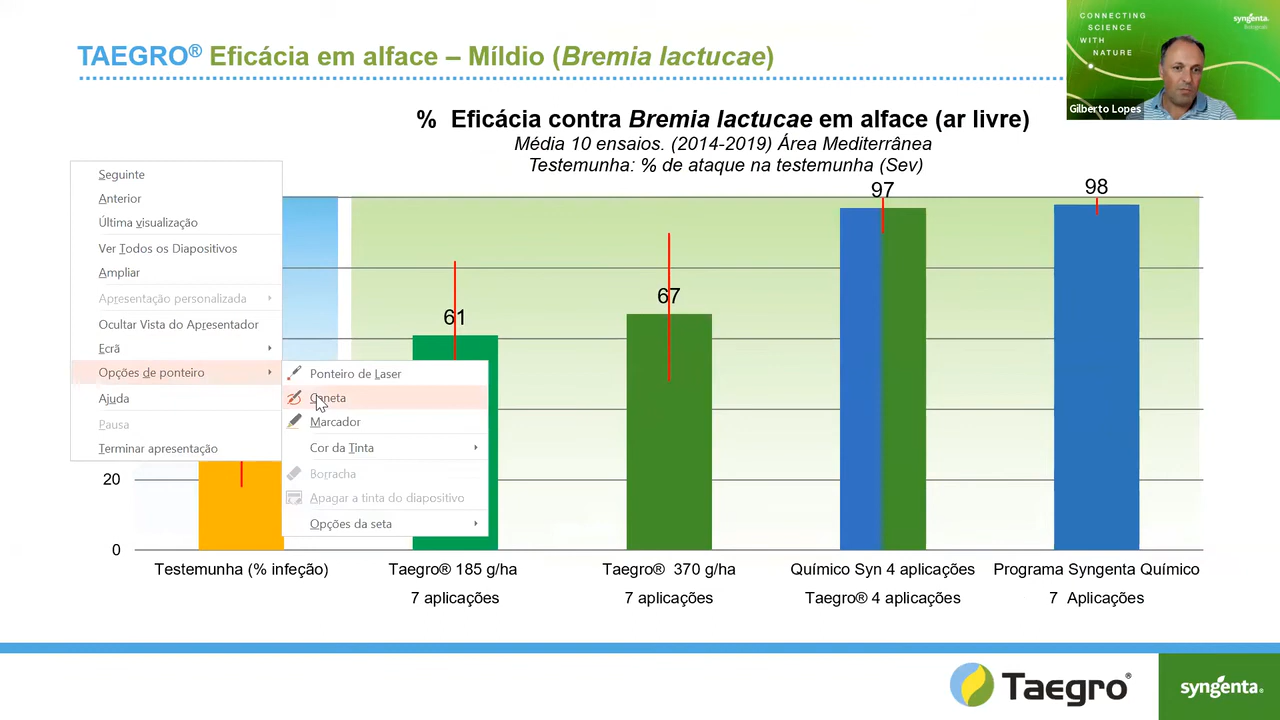 TAEGRO® Eficácia em alface – Míldio (Bremia lactucae)
CONNECTING
SCIENCE
WITH
NATURE
syngenta.
Gilberto Lopes
% Eficácia contra Bremia lactucae em alface (ar livre)
Média 10 ensaios. (2014-2019) Área Mediterrânea
Testemunha: % de ataque na testemunha (Sev)
97
98
61
67
Seguinte
Anterior
Última visualização
Ver Todos os Diapositivos
Ampliar
Apresentação personalizada
Ocultar Vista do Apresentador
Ecrã
Opções de ponteiro
Ajuda
Pausa
Terminar apresentação
Ponteiro de Laser
Caneta
Marcador
Cor da Tinta
Borracha
Apagar a tinta do diapositivo
Opções da seta
20
0
Testemunha (% infeção)
Taegro® 185 g/ha
7 aplicações
Taegro® 370 g/ha
7 aplicações
Químico Syn 4 aplicações
Taegro® 4 aplicações
Programa Syngenta Químico
7 Aplicações
Taegro®
syngenta®